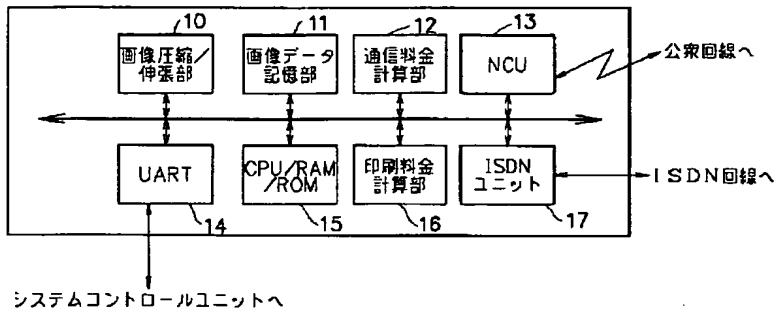 10
11
12
13
画像圧縮/
伸張部
画像データ
記憶部
通信料金
計算部
NCU
公衆回線へ
UART
CPU/RAM
/ROM
印刷料金
計算部
ISDN
ユニット
ISDN回線へ
14
15
16
17
システムコントロールユニットへ